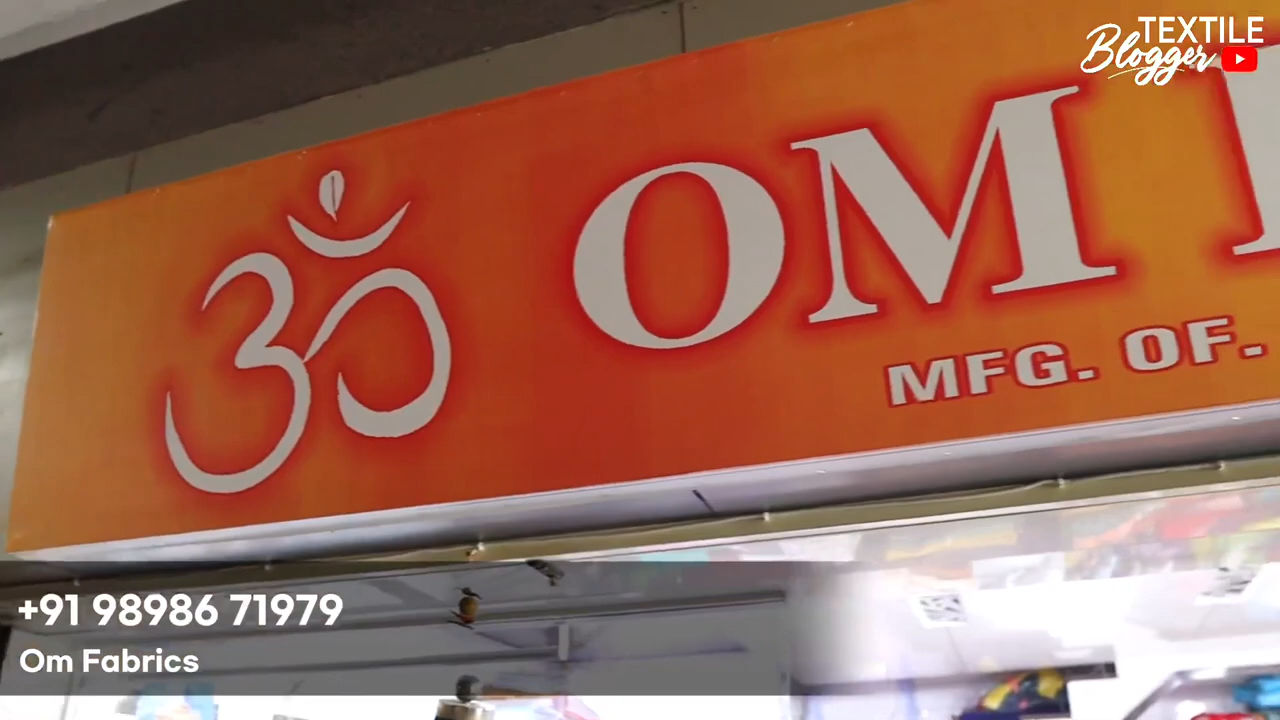 TEXTILE
Blogger
ॐ OM
MFG. OF.
+91 98986 71979
Om Fabrics